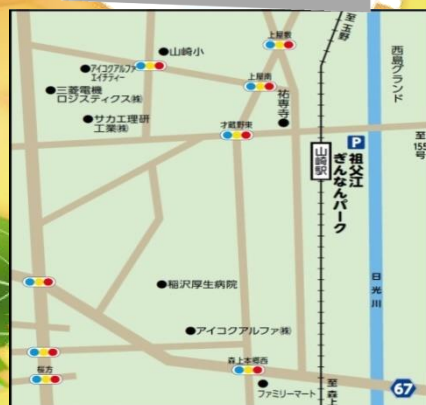 上屋敷
至玉野
山崎小
アイコクアルファ
エイチティー
上屋南
三菱電機
ロジスティクス㈱
祐専寺
西島グランド
サカエ理研
工業㈱
才蔵野東
P
山崎駅
祖父江
ぎんなんパーク
至
155
号
稲沢厚生病院
日光川
アイコクアルファ㈱
桜方
森上本郷西
ファミリーマート
至森上
67